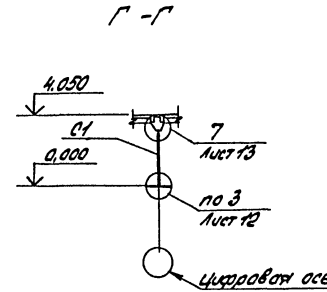 Г-Г
4.050
С1
7
Лист 13
0,000
по 3
Лист 12
Цифровая ось